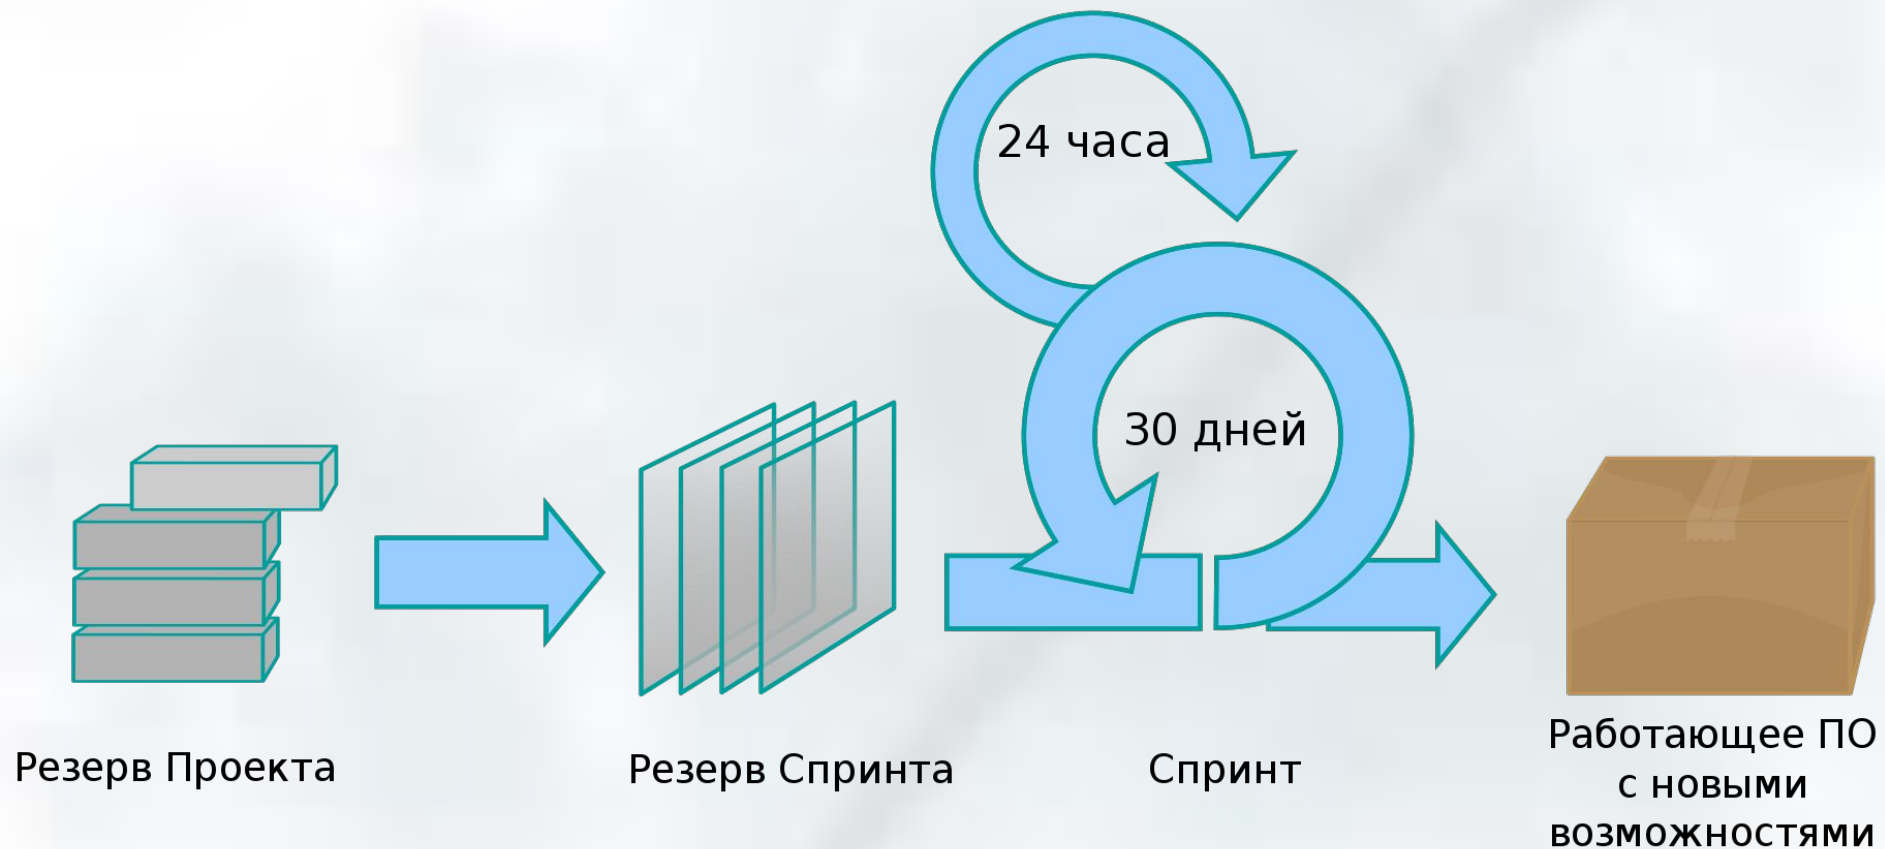 24 часа
30 дней
Резерв Проекта
Резерв Спринта
Спринт
Работающее ПО
с новыми
возможностями